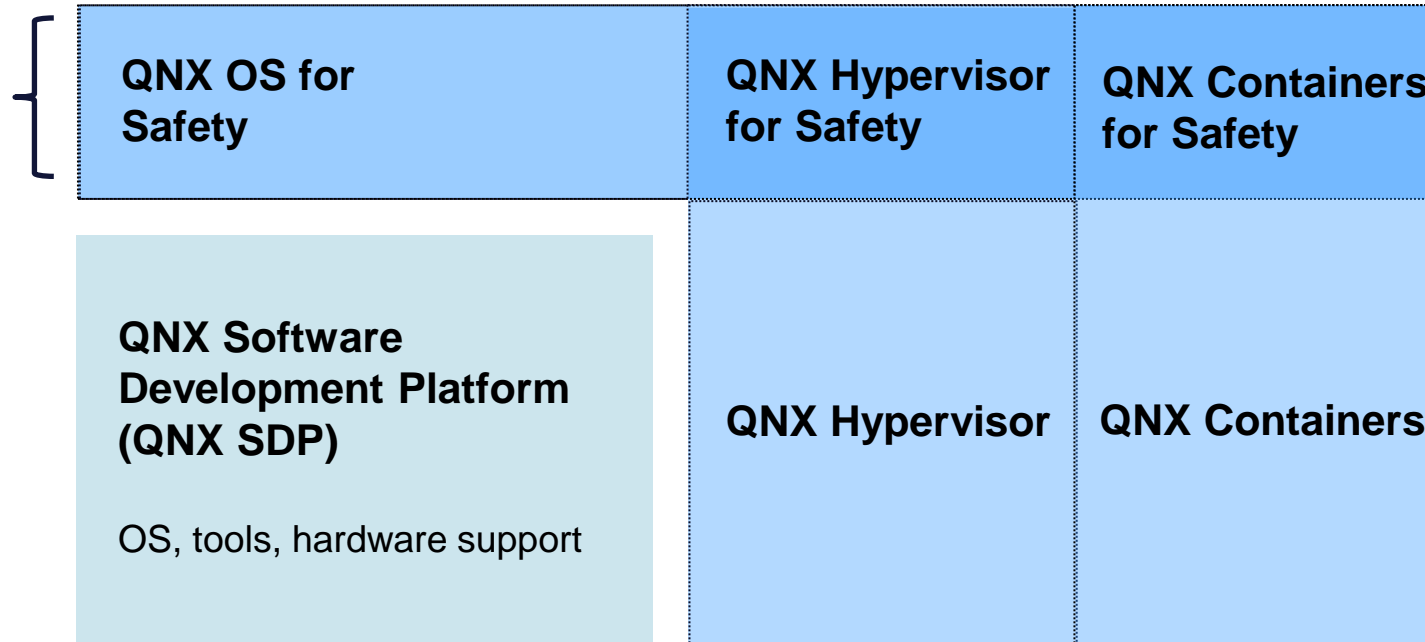 QNX OS for
Safety
QNX Hypervisor
for Safety
QNX Containers
for Safety
QNX Software
Development Platform
(QNX SDP)
OS, tools, hardware support
QNX Hypervisor
QNX Containers